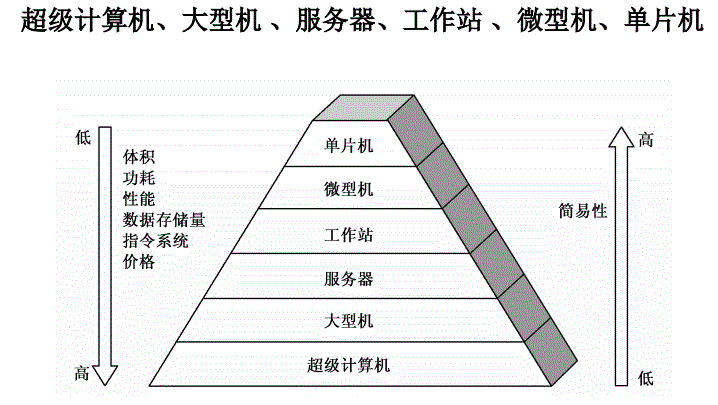 超级计算机、大型机 、服务器、工作站 、微型机、单片机
低
体积
功耗
性能
数据存储量
指令系统
价格
高
单片机
微型机
工作站
服务器
大型机
超级计算机
高
简易性
低